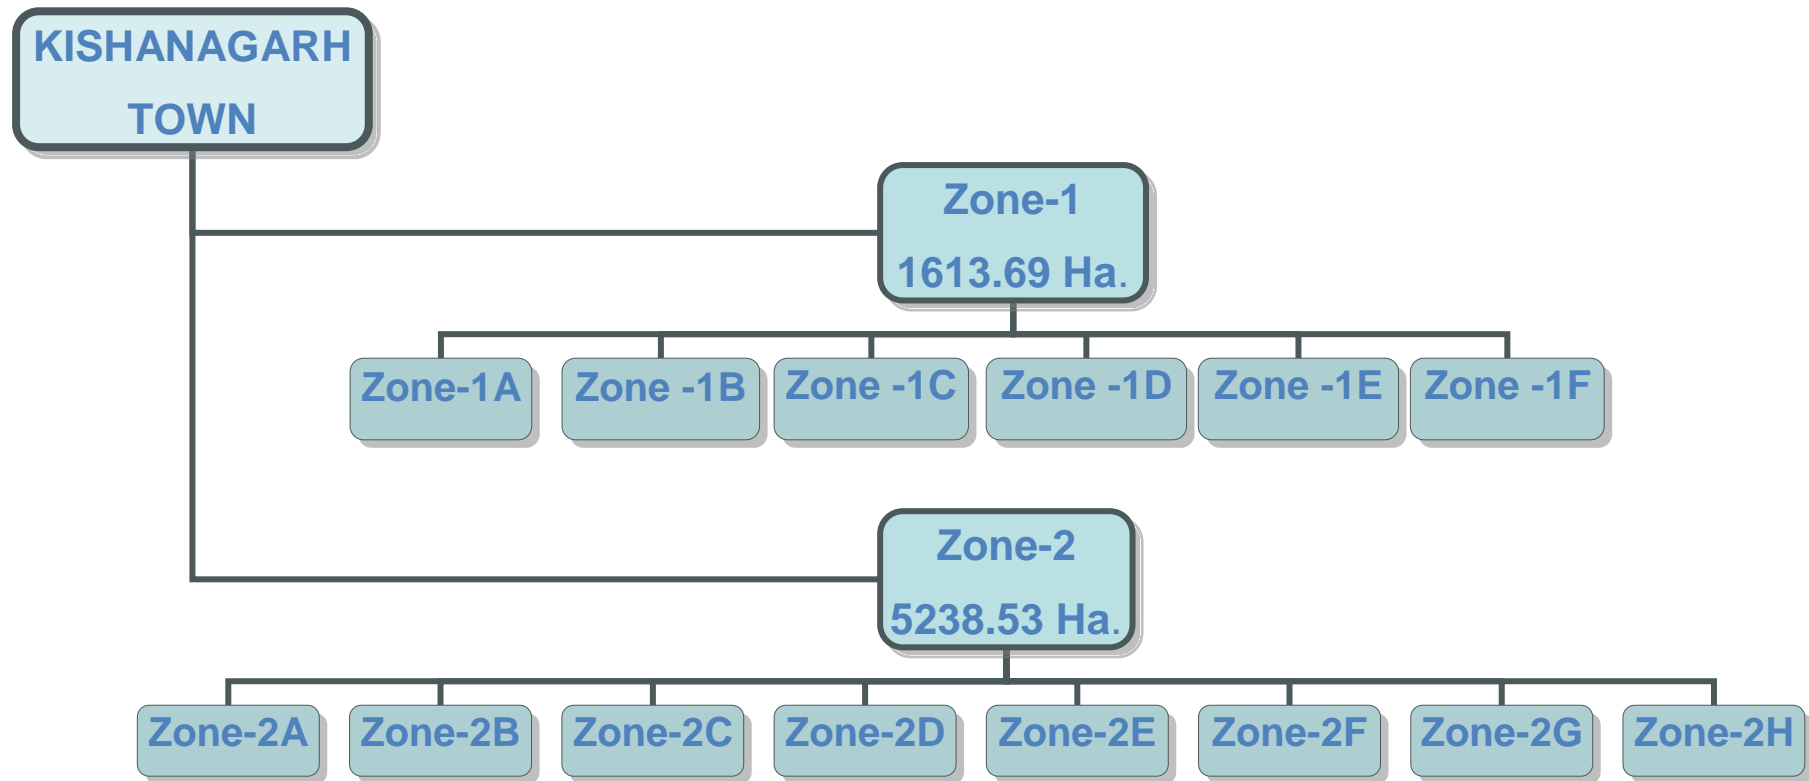 KISHANAGARH
TOWN
Zone-1
1613.69 Ha.
Zone-1A
Zone -1B
Zone -1C
Zone -1D
Zone -1E
Zone -1F
Zone-2
5238.53 Ha.
Zone-2A
Zone-2B
Zone-2C
Zone-2D
Zone-2E
Zone-2F
Zone-2G
Zone-2H